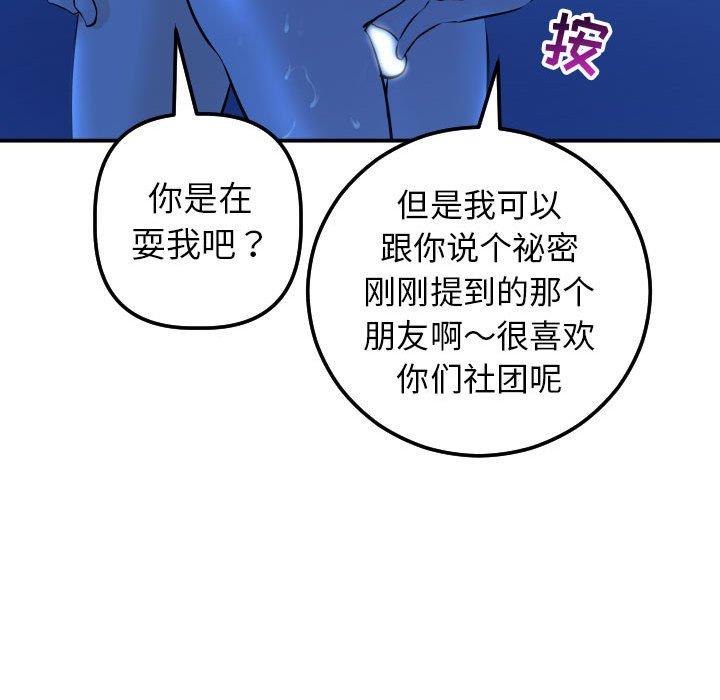 按
你是在
耍我吧？
但是我可以
跟你说个祕密
刚刚提到的那个
朋友啊～很喜欢
你们社团呢